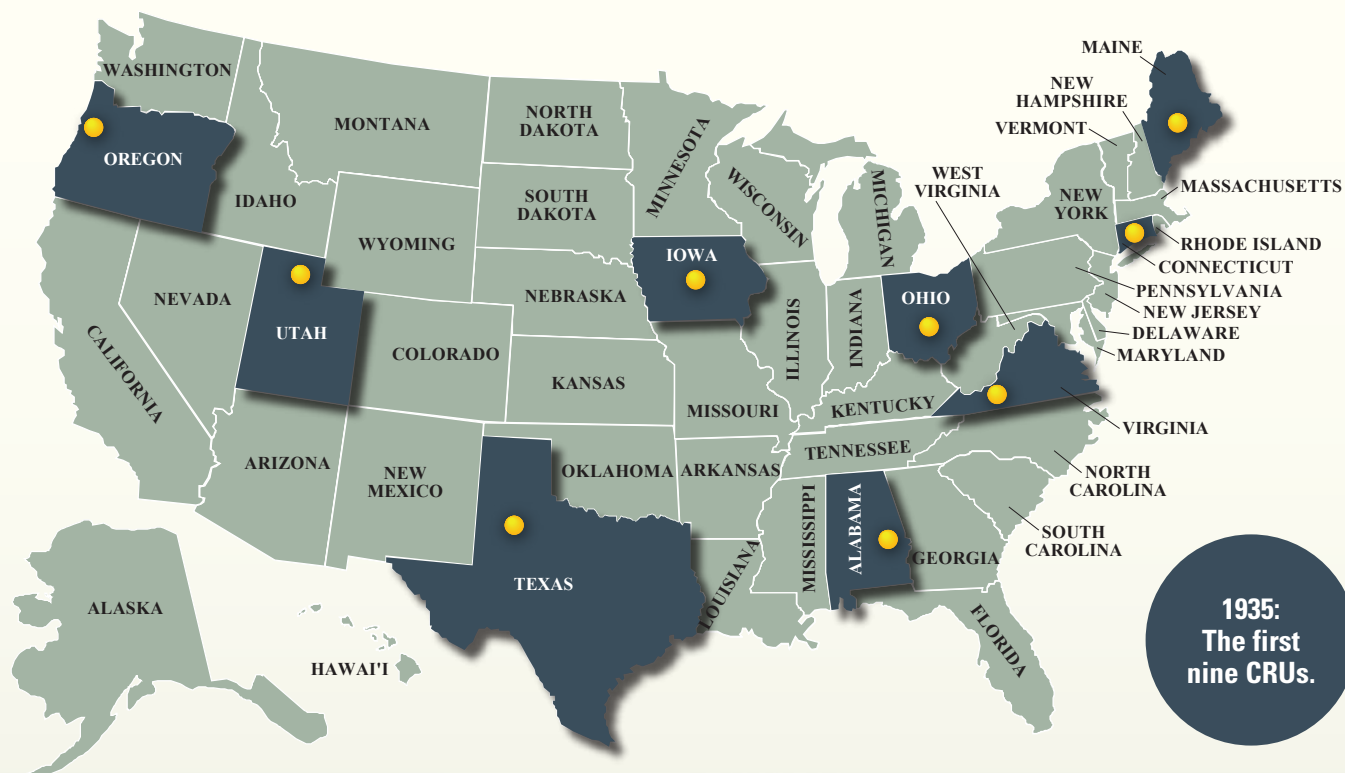 MAINE
NEW
HAMPSHIRE
VERMONT
WASHINGTON
MONTANA
NORTH
DAKOTA
MINNESOTA
OREGON
IDAHO
SOUTH
DAKOTA
WISCONSIN
MICHIGAN
WEST
VIRGINIA
NEW
YORK
MASSACHUSETTS
WYOMING
IOWA
RHODE ISLAND
CONNECTICUT
PENNSYLVANIA
NEW JERSEY
DELAWARE
MARYLAND
NEVADA
UTAH
NEBRASKA
ILLINOIS
INDIANA
OHIO
CALIFORNIA
COLORADO
KANSAS
MISSOURI
KENTUCKY
VIRGINIA
ARIZONA
NEW
MEXICO
OKLAHOMA
ARKANSAS
TENNESSEE
NORTH
CAROLINA
TEXAS
LOUISIANA
MISSISSIPPI
ALABAMA
GEORGIA
SOUTH
CAROLINA
ALASKA
HAWAI'I
FLORIDA
1935:
The first
nine CRUs.